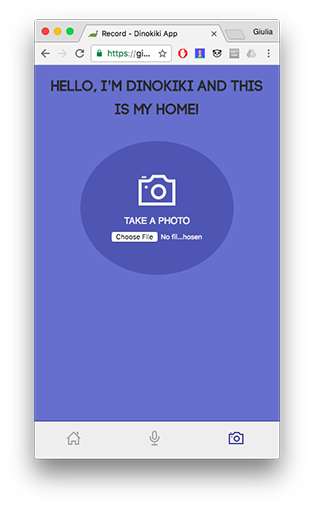 Record - Dinokiki App
Giulia
https://gi...
HELLO, I'M DINOKIKI AND THIS
IS MY HOME!
TAKE A PHOTO
Choose File No fil...hosen